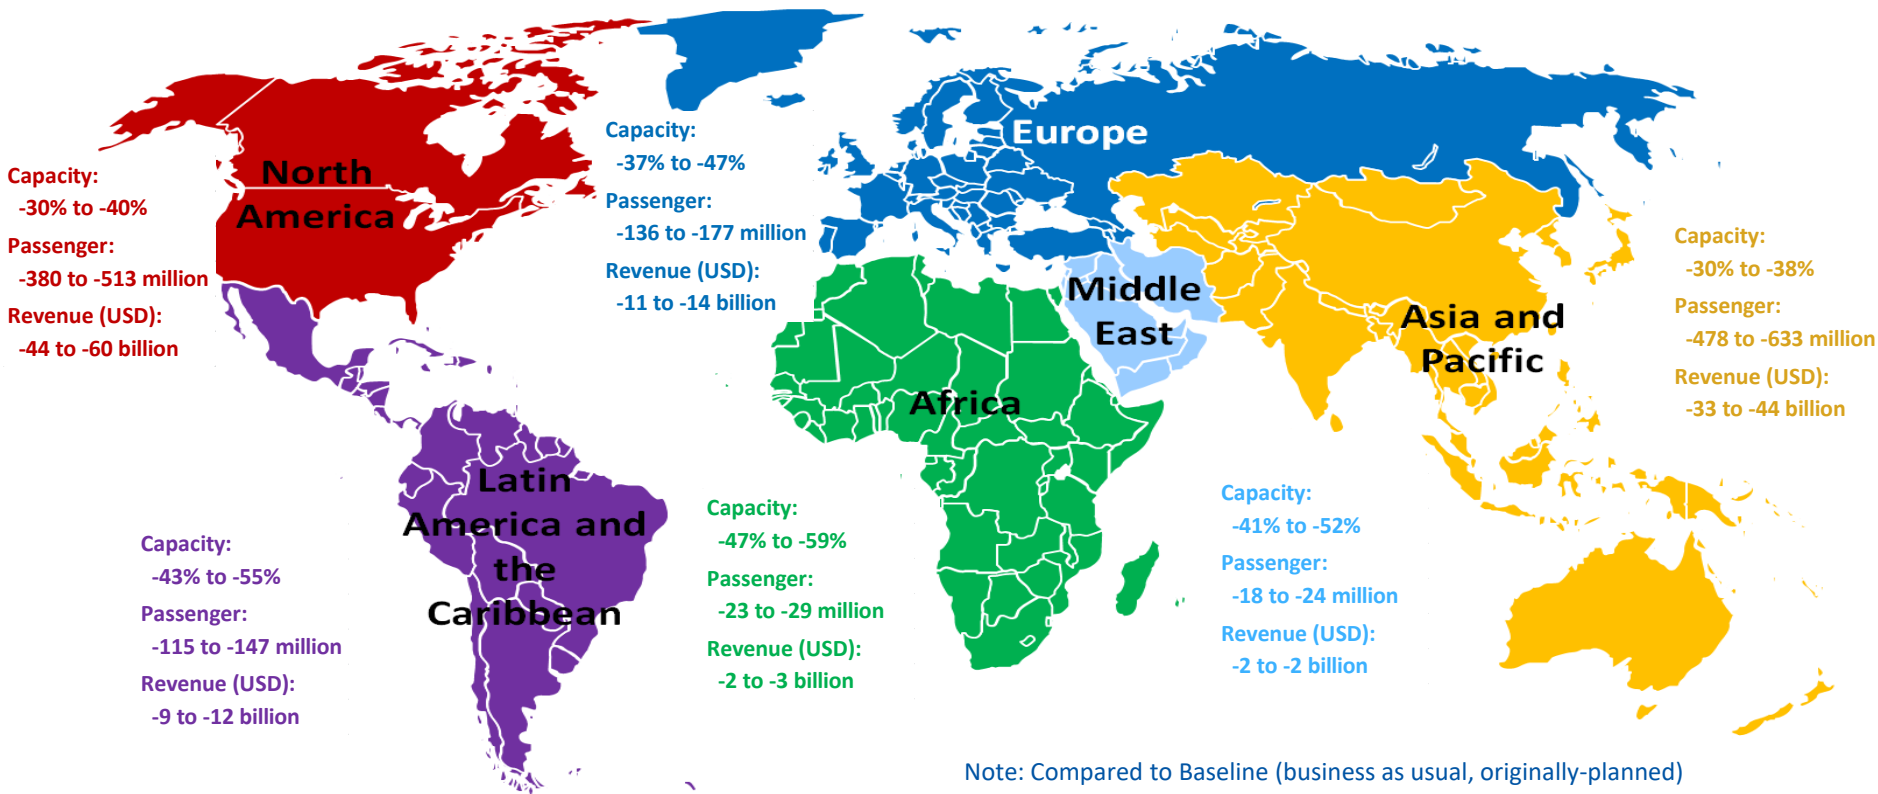 North
America
Capacity:
-30% to -40%
Passenger:
-380 to -513 million
Revenue (USD):
-44 to -60 billion
Capacity:
-37% to -47%
Passenger:
-136 to -177 million
Revenue (USD):
-11 to -14 billion
Europe
Middle
East
Asia and
Pacific
Capacity:
-30% to -38%
Passenger:
-478 to -633 million
Revenue (USD):
-33 to -44 billion
Africa
Latin
America and
the
Caribbean
Capacity:
-43% to -55%
Passenger:
-115 to -147 million
Revenue (USD):
-9 to -12 billion
Capacity:
-47% to -59%
Passenger:
-23 to -29 million
Revenue (USD):
-2 to -3 billion
Capacity:
-41% to -52%
Passenger:
-18 to -24 million
Revenue (USD):
-2 to -2 billion
Note: Compared to Baseline (business as usual, originally-planned)